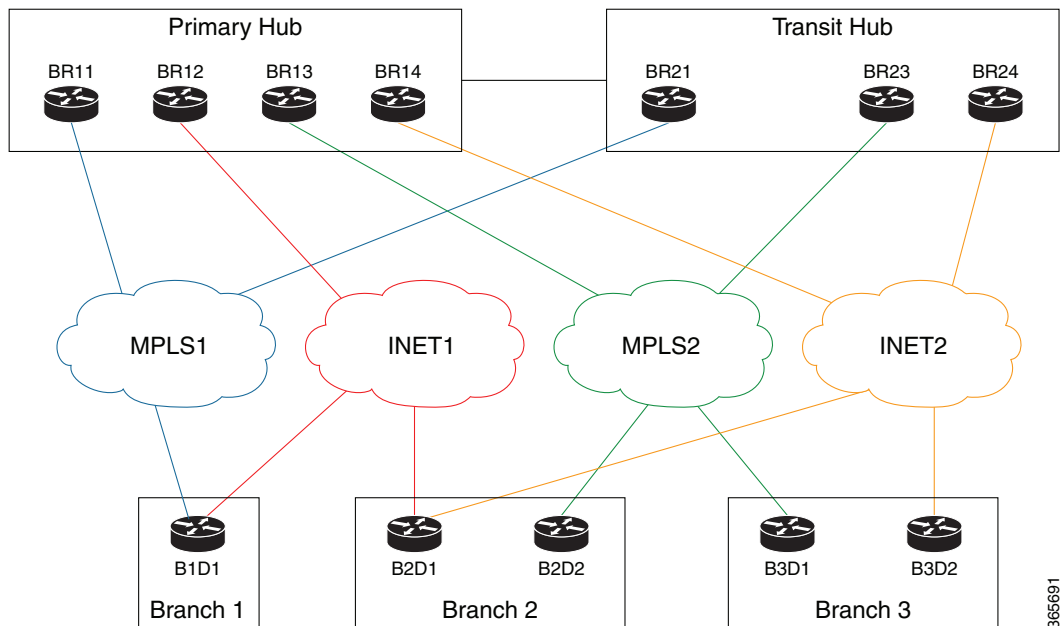 Primary Hub
Transit Hub
BR11
BR12
BR13
BR14
BR21
BR23
BR24
MPLS1
INET1
MPLS2
INET2
B1D1
B2D1
B2D2
B3D1
B3D2
Branch 1
Branch 2
Branch 3
365691